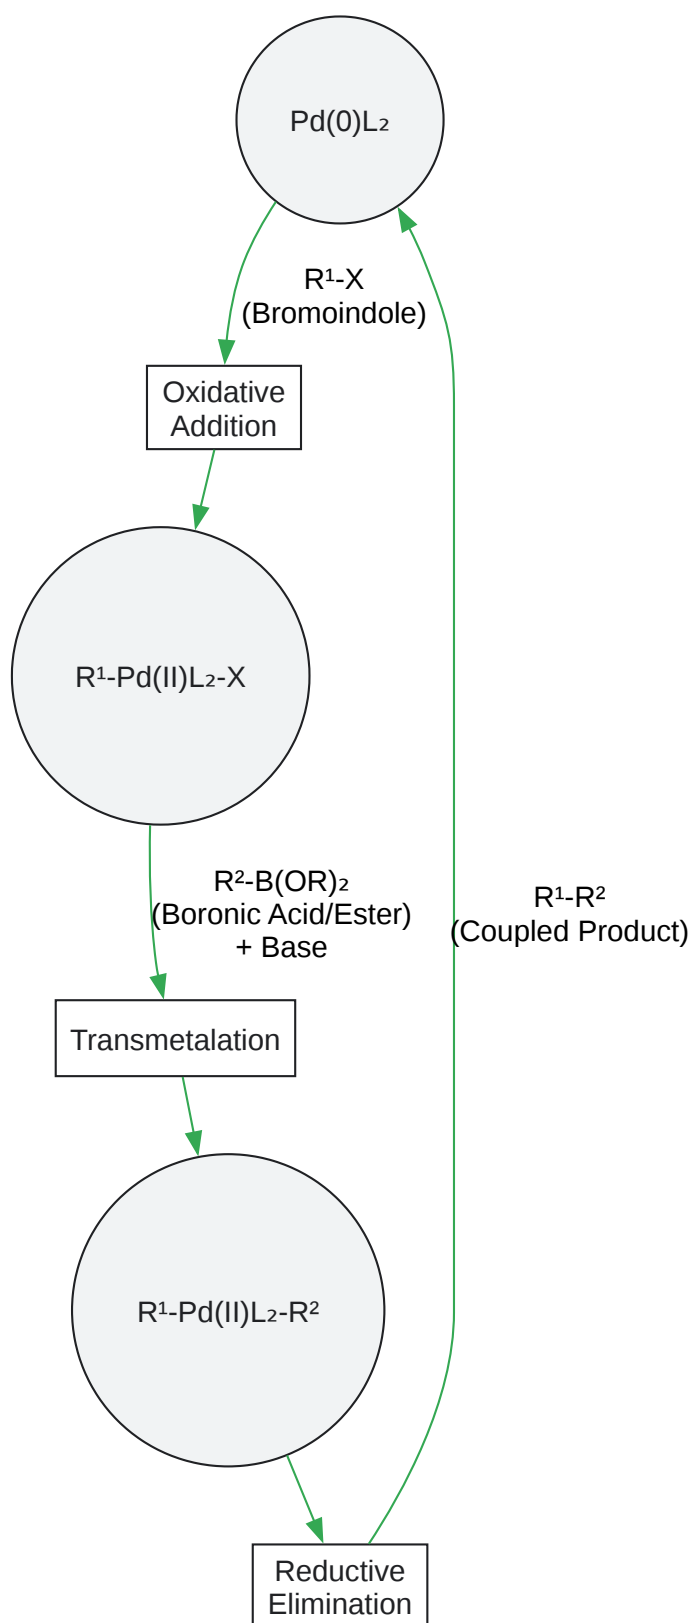 Pd(0)L₂
R¹-X
(Bromoindole)
Oxidative
Addition
R¹-Pd(II)L₂-X
R²-B(OR)₂
(Boronic Acid/Ester)
+ Base
R¹-R²
(Coupled Product)
Transmetalation
R¹-Pd(II)L₂-R²
Reductive
Elimination